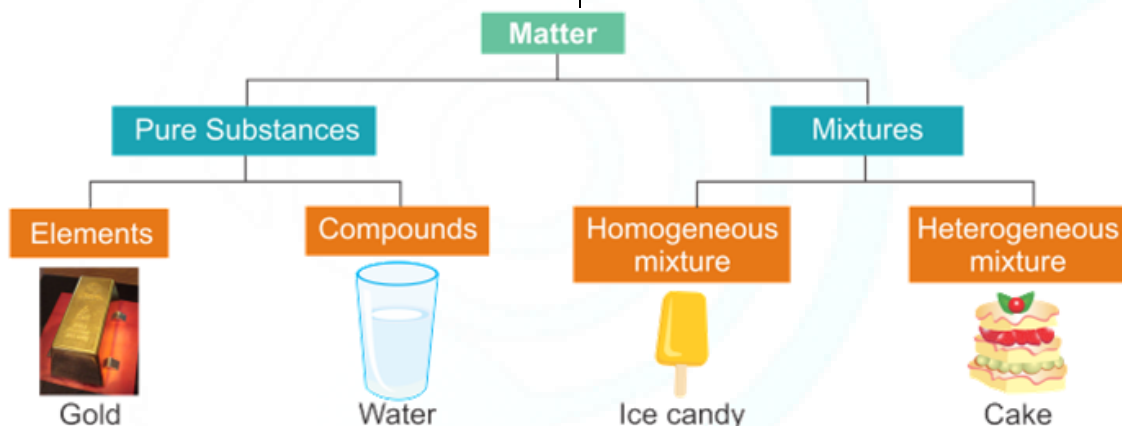 Matter
Pure Substances
Mixtures
Elements
Compounds
Homogeneous
mixture
Heterogeneous
mixture
Gold
Water
Ice candy
Cake